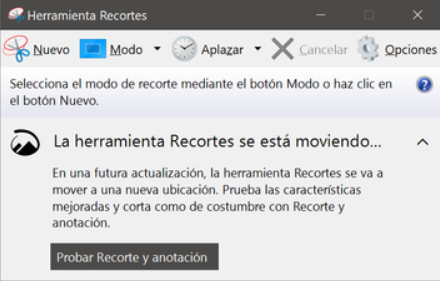 Herramienta Recortes
Nuevo Modo Aplazar Cancelar Opciones
Selecciona el modo de recorte mediante el botón Modo o haz clic en
el botón Nuevo.
La herramienta Recortes se está moviendo...
En una futura actualización, la herramienta Recortes se va a
mover a una nueva ubicación. Prueba las características
mejoradas y corta como de costumbre con Recorte y
anotación.
Probar Recorte y anotación